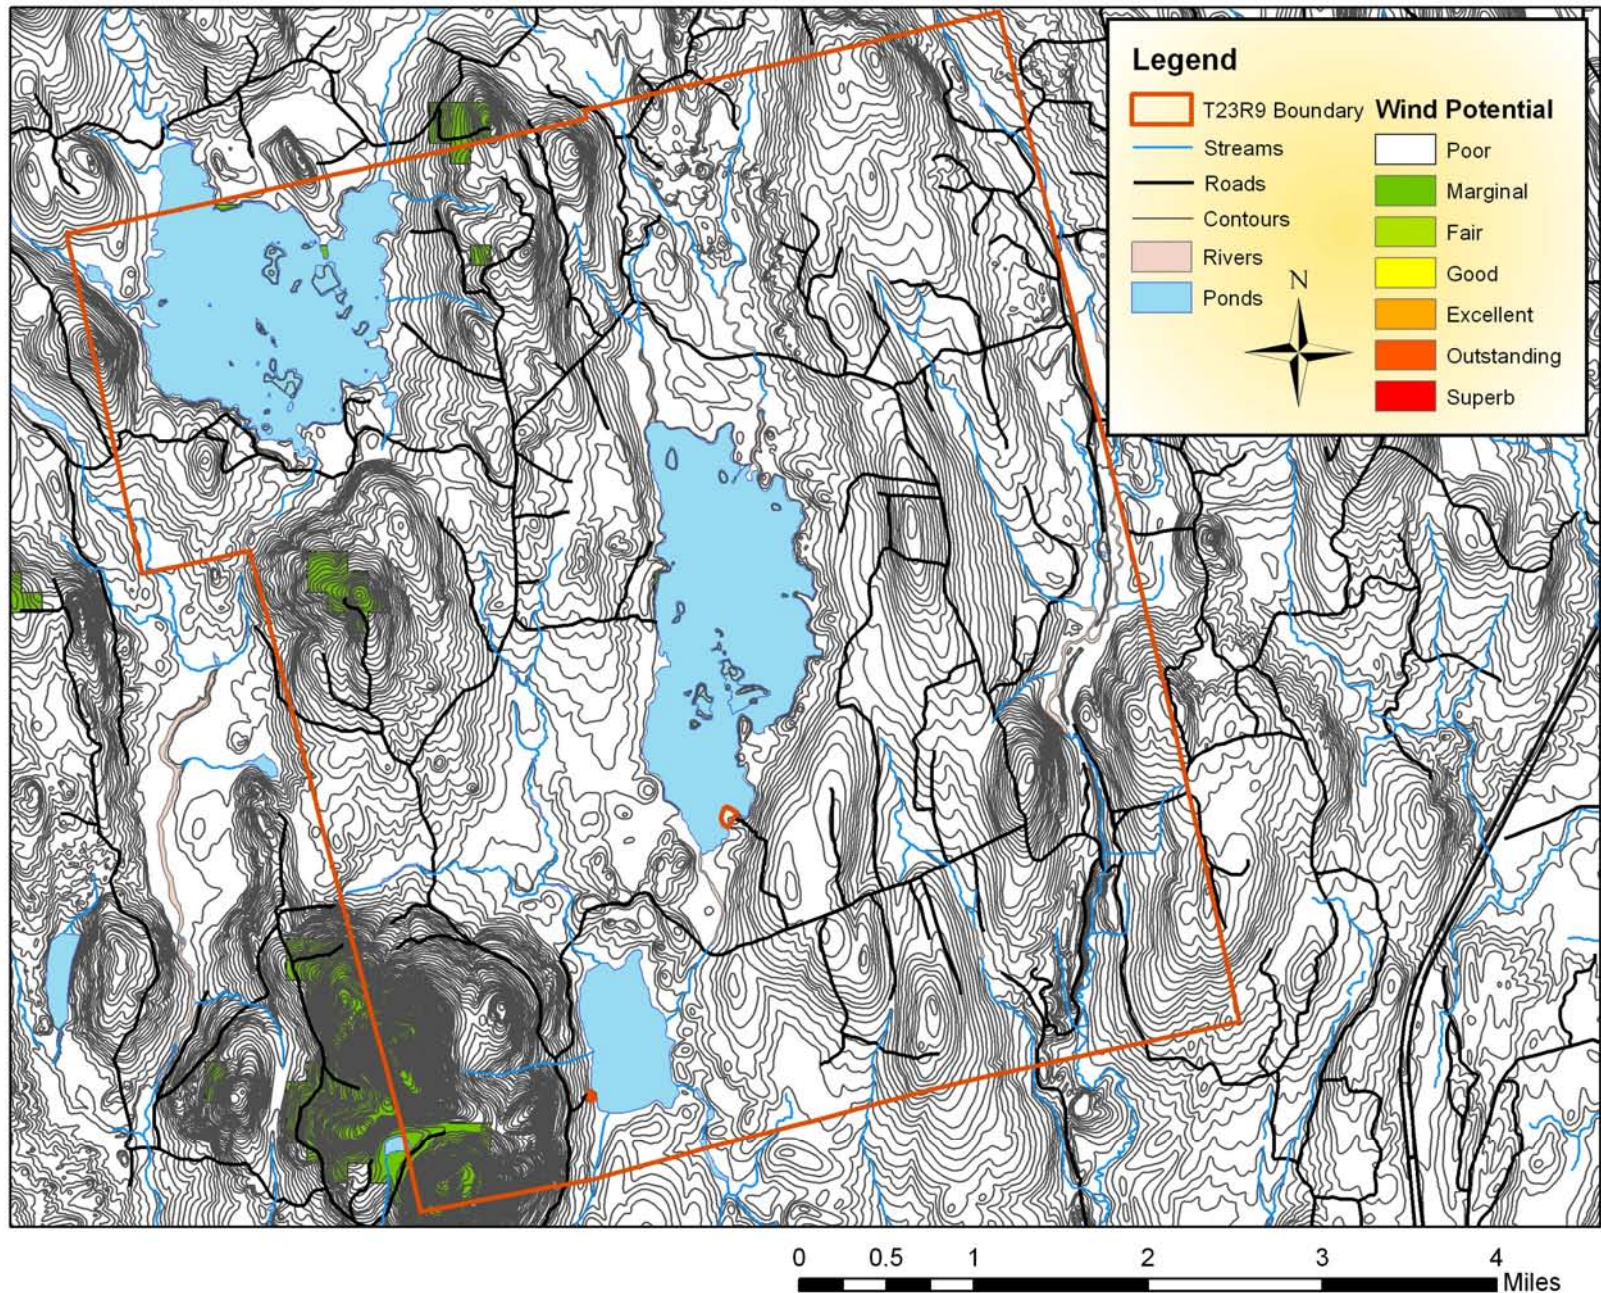 Legend
T23R9 Boundary
Streams
Roads
Contours
Rivers
Ponds
Wind Potential
Poor
Marginal
Fair
Good
Excellent
Outstanding
Superb
N
0 0.5 1 2 3 4
Miles